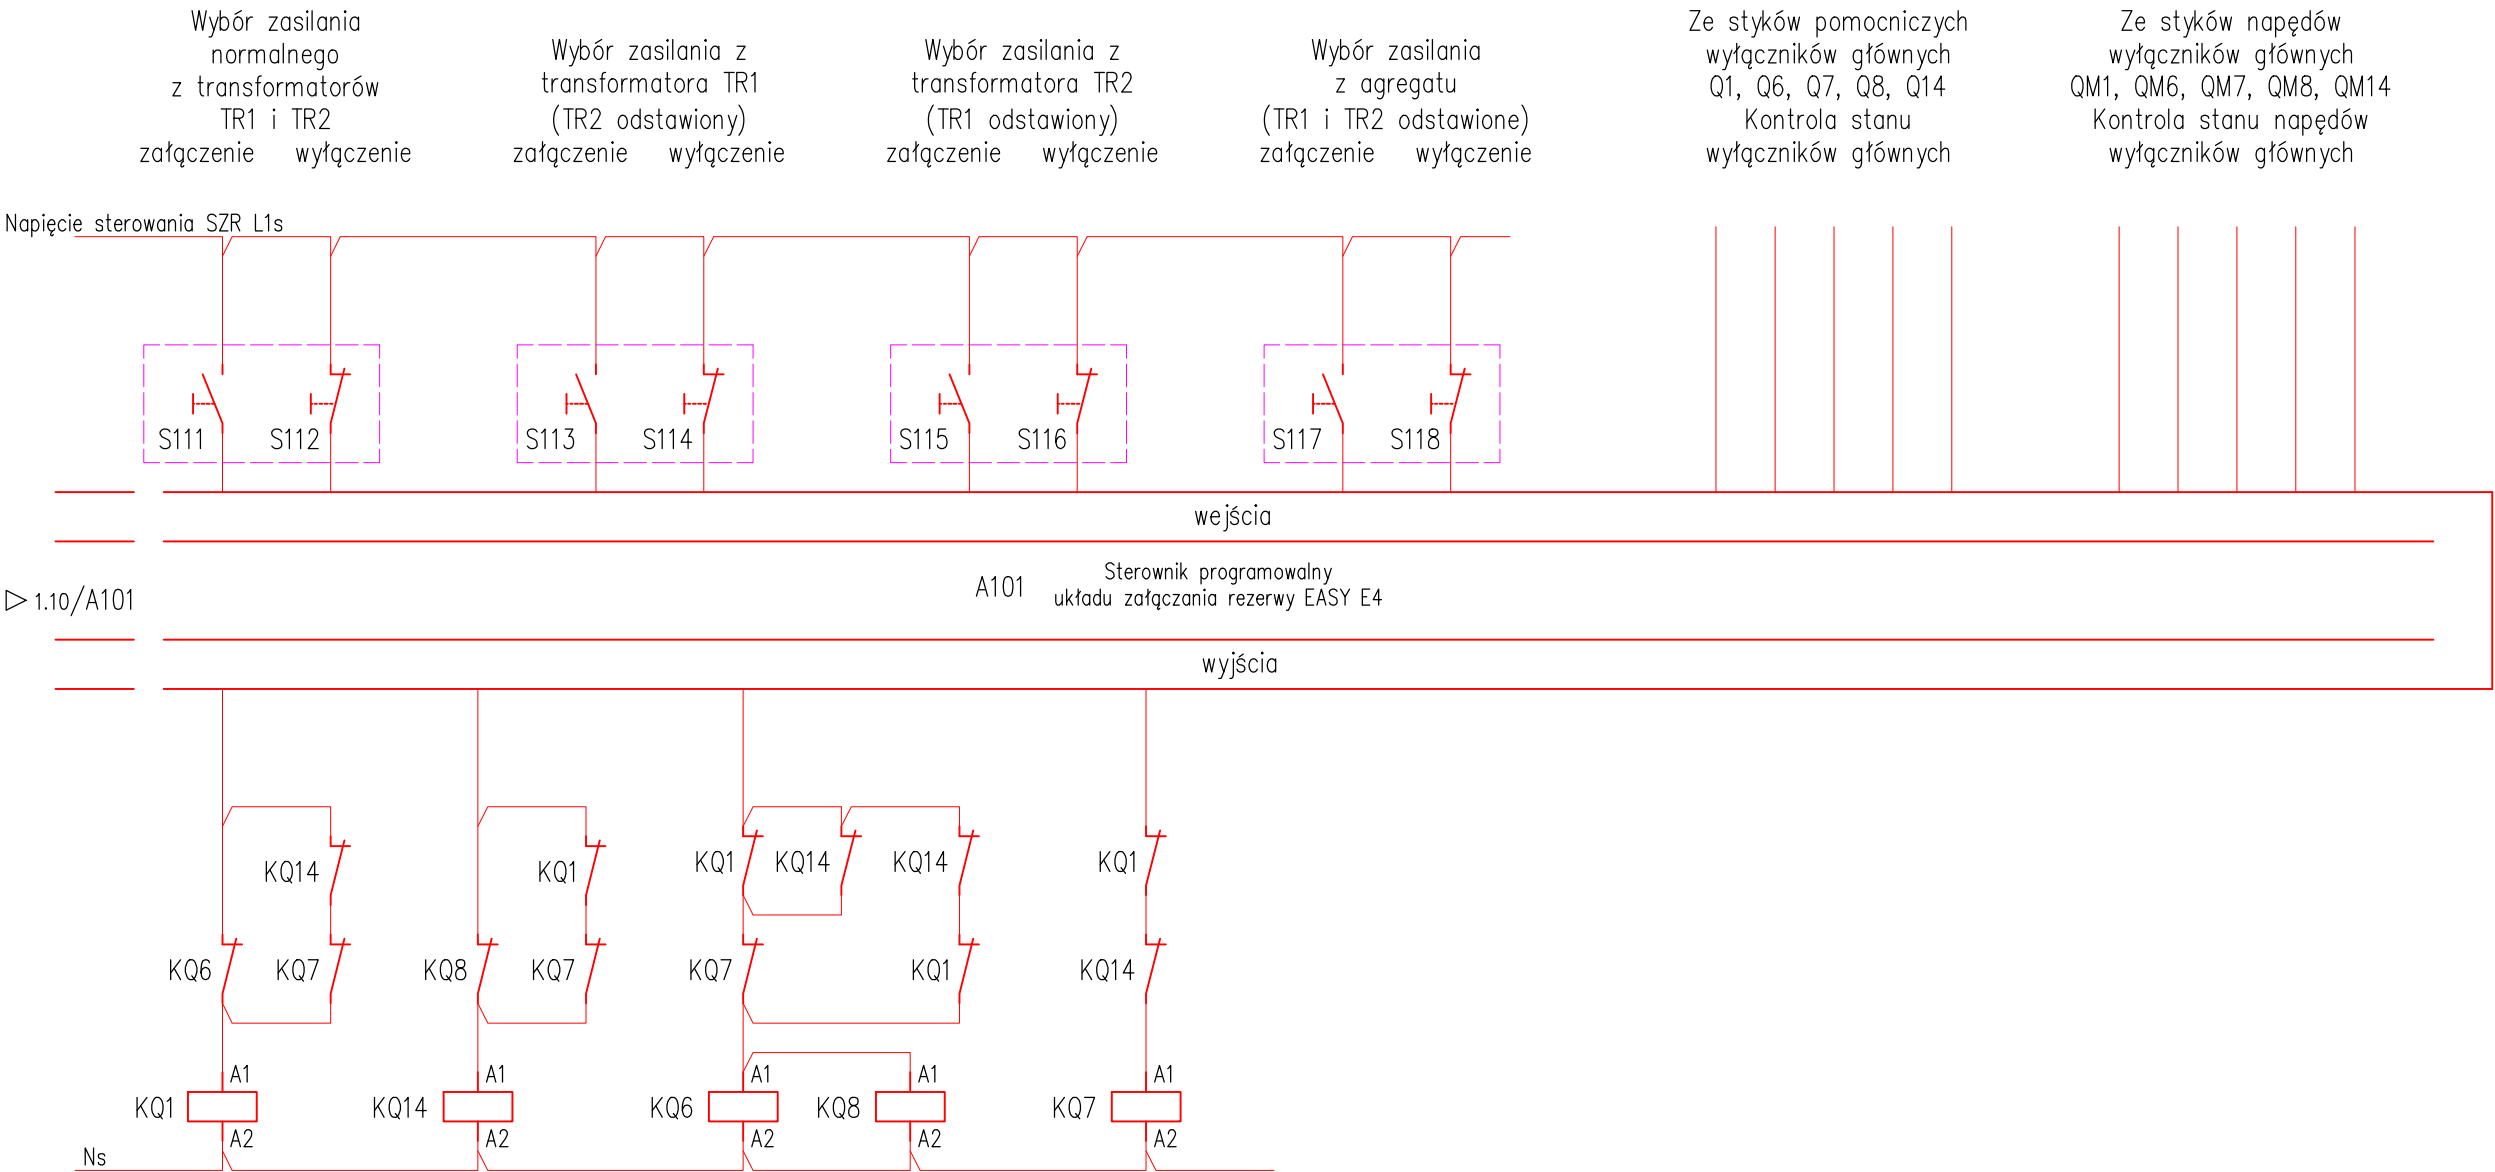 Wybór zasilania
normalnego
z transformatorów
TR1 i TR2
załączenie wyłączenie
Wybór zasilania z
transformatora TR1
(TR2 odstawiony)
załączenie wyłączenie
Wybór zasilania z
transformatora TR2
(TR1 odstawiony)
załączenie wyłączenie
Wybór zasilania
z agregatu
(TR1 i TR2 odstawione)
załączenie wyłączenie
Ze styków pomocniczych
wyłączników głównych
Q1, Q6, Q7, Q8, Q14
Kontrola stanu
wyłączników głównych
Ze styków napędów
wyłączników głównych
QM1, QM6, QM7, QM8, QM14
Kontrola stanu napędów
wyłączników głównych
Napięcie sterowania SZR L1s
S111 S112 S113 S114 S115 S116 S117 S118
wejścia
1.10/A101
A101
Sterownik programowalny
układu załączania rezerwy EASY E4
wyjścia
KQ14 KQ1 KQ1 KQ14 KQ14 KQ1
KQ6 KQ7 KQ8 KQ7 KQ7 KQ1 KQ14
A1 A1 A1 A1 A1
KQ1 KQ14 KQ6 KQ8 KQ7
A2 A2 A2 A2 A2
Ns